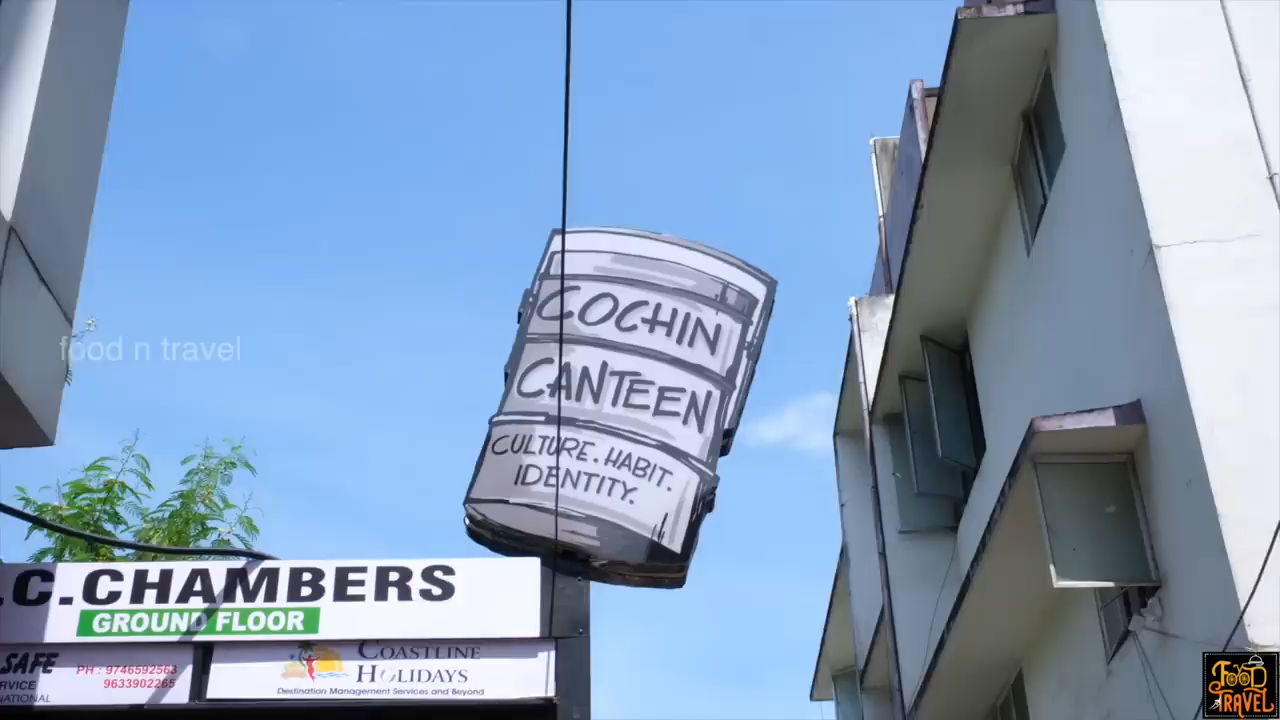 food n travel
COCHIN
CANTEEN
CULTURE. HABIT.
IDENTITY.
.C.CHAMBERS
GROUND FLOOR
SAFE
PH : 9746592563
9633902265
COASTLINE
HOLIDAYS
Destination Management Services and Beyond
FOOD
N
TRAVEL